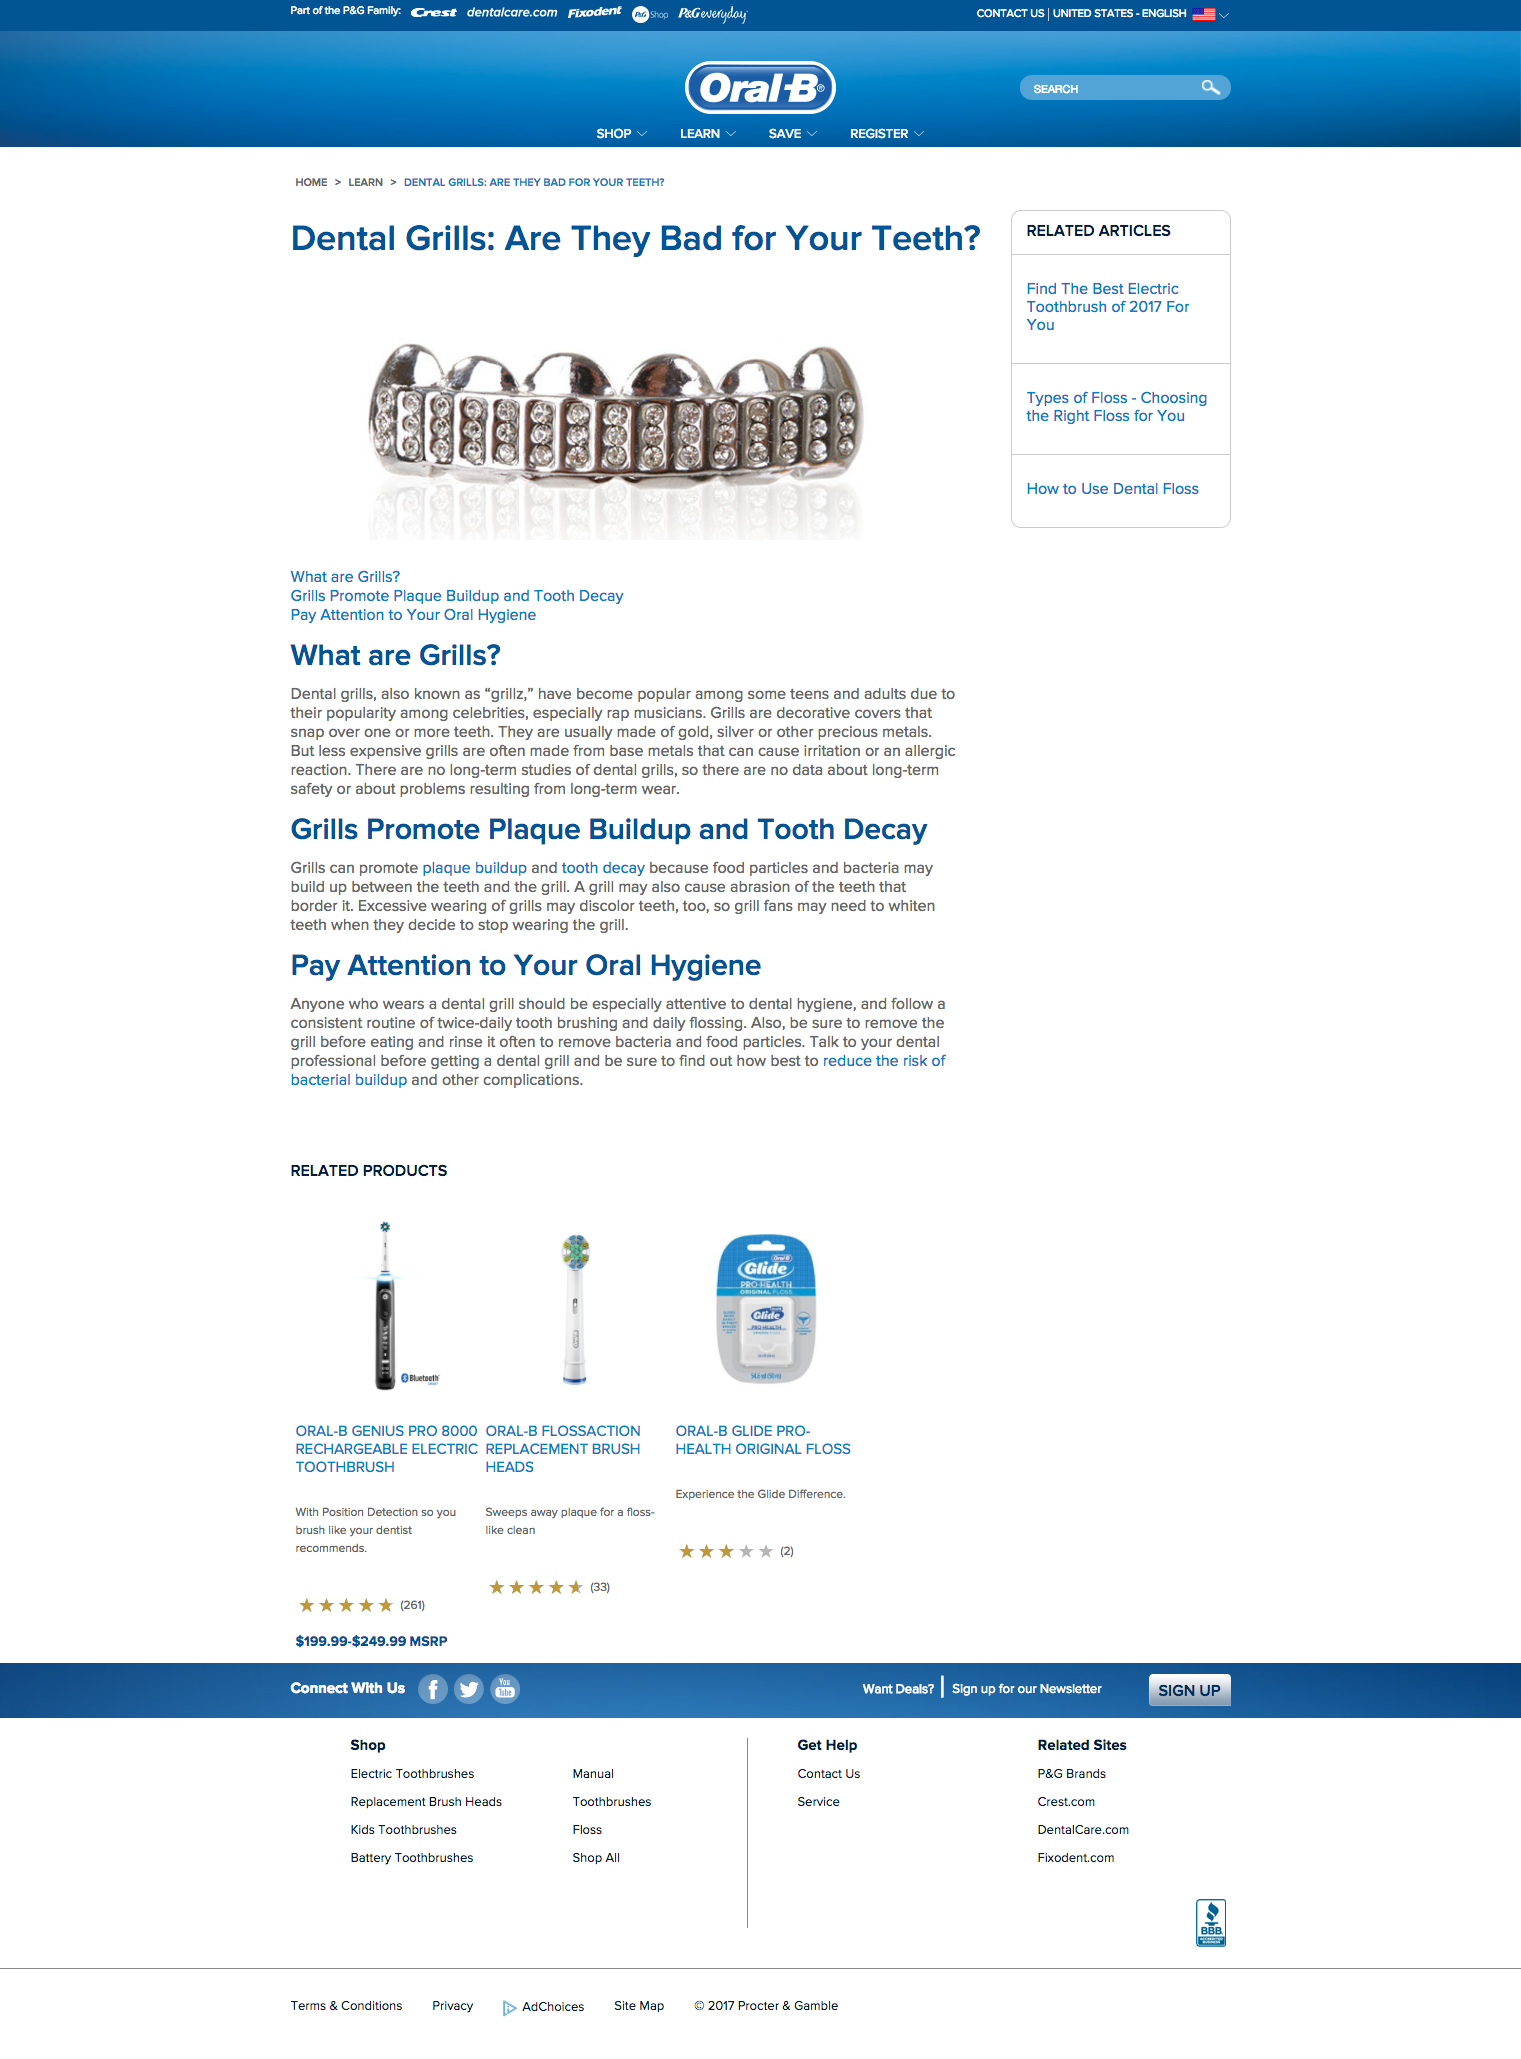 Part of the P&G Family: Crest dentalcare.com Fixodent P&G Shop P&G everyday
CONTACT US | UNITED STATES - ENGLISH
Oral-B®
SEARCH
SHOP LEARN SAVE REGISTER
HOME > LEARN > DENTAL GRILLS: ARE THEY BAD FOR YOUR TEETH?
Dental Grills: Are They Bad for Your Teeth?
RELATED ARTICLES
Find The Best Electric
Toothbrush of 2017 For
You
Types of Floss - Choosing
the Right Floss for You
How to Use Dental Floss
What are Grills?
Grills Promote Plaque Buildup and Tooth Decay
Pay Attention to Your Oral Hygiene
What are Grills?
Dental grills, also known as “grillz,” have become popular among some teens and adults due to
their popularity among celebrities, especially rap musicians. Grills are decorative covers that
snap over one or more teeth. They are usually made of gold, silver or other precious metals.
But less expensive grills are often made from base metals that can cause irritation or an allergic
reaction. There are no long-term studies of dental grills, so there are no data about long-term
safety or about problems resulting from long-term wear.
Grills Promote Plaque Buildup and Tooth Decay
Grills can promote plaque buildup and tooth decay because food particles and bacteria may
build up between the teeth and the grill. A grill may also cause abrasion of the teeth that
border it. Excessive wearing of grills may discolor teeth, too, so grill fans may need to whiten
teeth when they decide to stop wearing the grill.
Pay Attention to Your Oral Hygiene
Anyone who wears a dental grill should be especially attentive to dental hygiene, and follow a
consistent routine of twice-daily tooth brushing and daily flossing. Also, be sure to remove the
grill before eating and rinse it often to remove bacteria and food particles. Talk to your dental
professional before getting a dental grill and be sure to find out how best to reduce the risk of
bacterial buildup and other complications.
RELATED PRODUCTS
Bluetooth
Oral-B
Glide
PRO-HEALTH
ORIGINAL FLOSS
Glide
PRO-HEALTH
54.6 yd (50 m)
ORAL-B GENIUS PRO 8000
RECHARGEABLE ELECTRIC
TOOTHBRUSH
With Position Detection so you
brush like your dentist
recommends.
(261)
$199.99-$249.99 MSRP
ORAL-B FLOSSACTION
REPLACEMENT BRUSH
HEADS
Sweeps away plaque for a floss-
like clean
(33)
ORAL-B GLIDE PRO-
HEALTH ORIGINAL FLOSS
Experience the Glide Difference.
(2)
Connect With Us
You
Tube
Want Deals? | Sign up for our Newsletter
SIGN UP
Shop
Electric Toothbrushes
Replacement Brush Heads
Kids Toothbrushes
Battery Toothbrushes
Manual
Toothbrushes
Floss
Shop All
Get Help
Contact Us
Service
Related Sites
P&G Brands
Crest.com
DentalCare.com
Fixodent.com
BBB
ACCREDITED
BUSINESS
Terms & Conditions Privacy AdChoices Site Map © 2017 Procter & Gamble